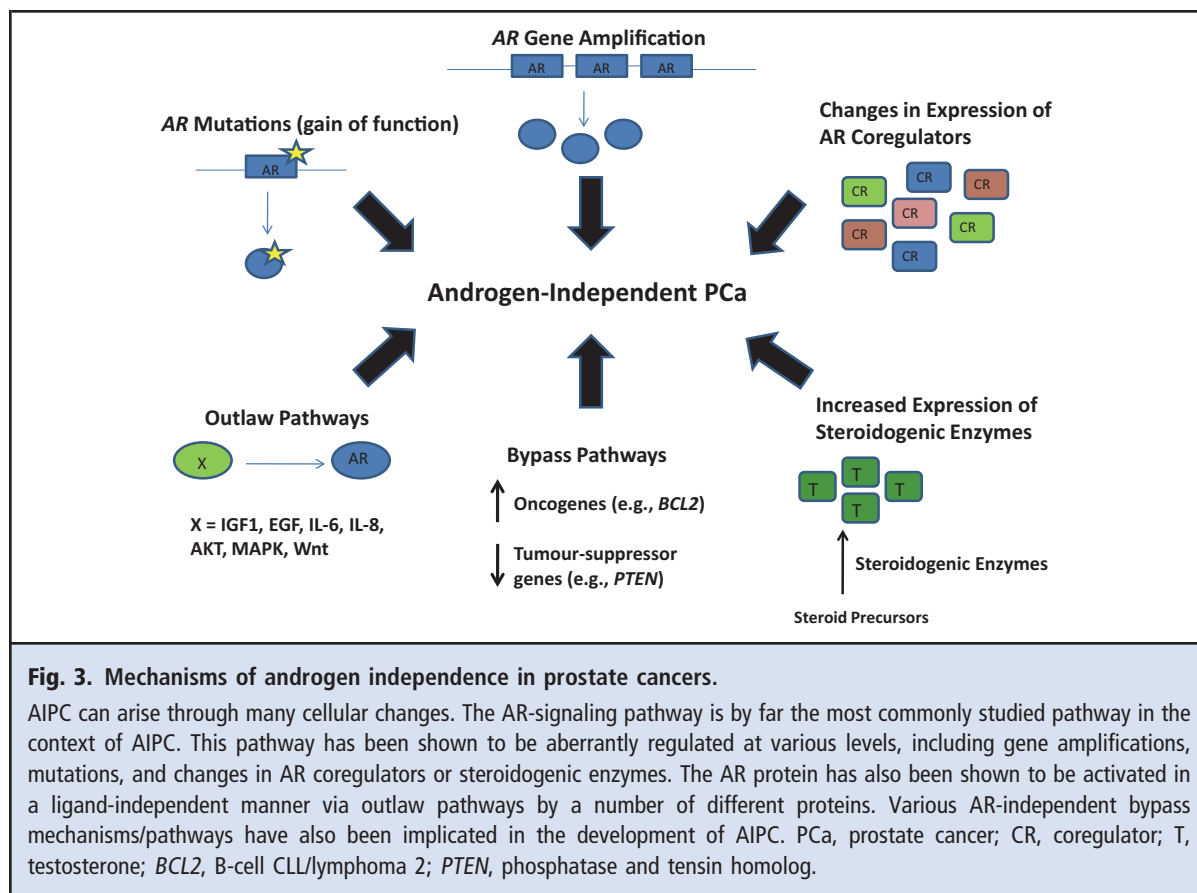 AR Gene Amplification
AR AR AR
AR Mutations (gain of function)
AR
Changes in Expression of
AR Coregulators
CR CR CR
CR
CR CR
CR
Androgen-Independent PCa
Outlaw Pathways
X AR
X = IGF1, EGF, IL-6, IL-8,
AKT, MAPK, Wnt
Bypass Pathways
Oncogenes (e.g., BCL2)
Tumour-suppressor
genes (e.g., PTEN)
Increased Expression of
Steroidogenic Enzymes
T T T
T
Steroidogenic Enzymes
Steroid Precursors
Fig. 3. Mechanisms of androgen independence in prostate cancers.
AIPC can arise through many cellular changes. The AR-signaling pathway is by far the most commonly studied pathway in the
context of AIPC. This pathway has been shown to be aberrantly regulated at various levels, including gene amplifications,
mutations, and changes in AR coregulators or steroidogenic enzymes. The AR protein has also been shown to be activated in
a ligand-independent manner via outlaw pathways by a number of different proteins. Various AR-independent bypass
mechanisms/pathways have also been implicated in the development of AIPC. PCa, prostate cancer; CR, coregulator; T,
testosterone; BCL2, B-cell CLL/lymphoma 2; PTEN, phosphatase and tensin homolog.